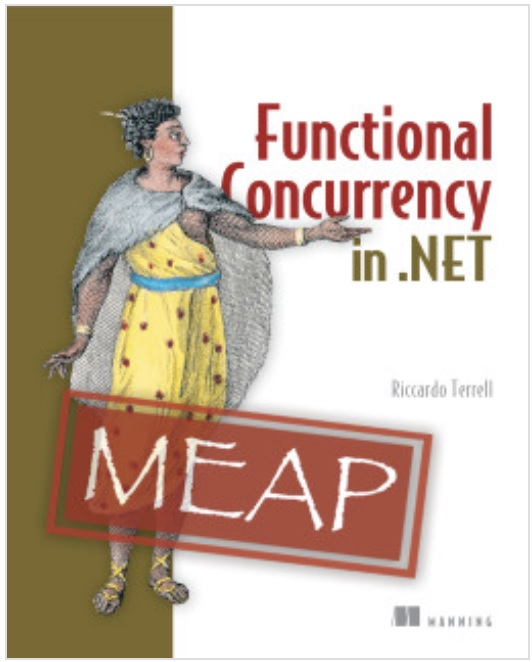 Functional
Concurrency
in .NET
Riccardo Terrell
MEAP
MANNING